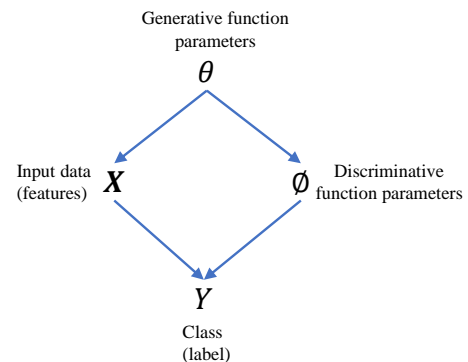 Generative function
parameters
θ
Input data
(features)
X
∅
Discriminative
function parameters
Y
Class
(label)